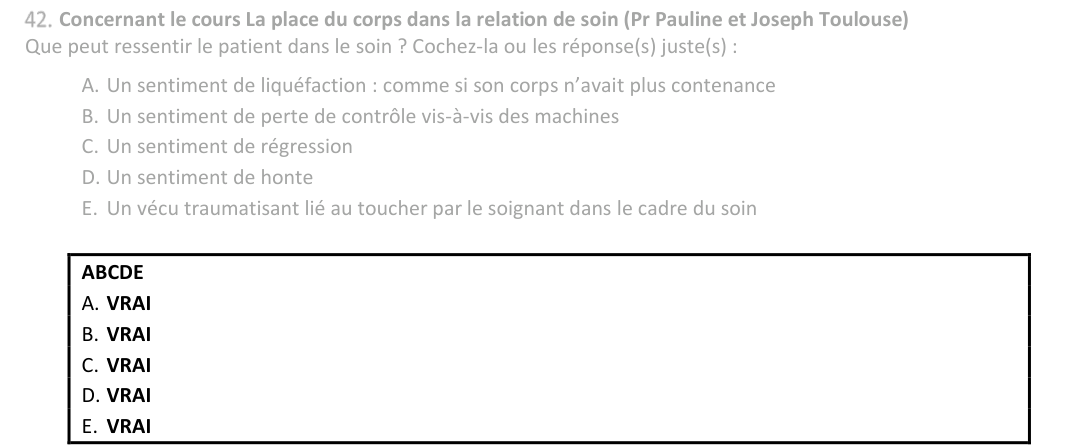 42. Concernant le cours La place du corps dans la relation de soin (Pr Pauline et Joseph Toulouse)
Que peut ressentir le patient dans le soin ? Cochez-la ou les réponse(s) juste(s) :
A. Un sentiment de liquéfaction : comme si son corps n’avait plus contenance
B. Un sentiment de perte de contrôle vis-à-vis des machines
C. Un sentiment de régression
D. Un sentiment de honte
E. Un vécu traumatisant lié au toucher par le soignant dans le cadre du soin
ABCDE
A. VRAI
B. VRAI
C. VRAI
D. VRAI
E. VRAI